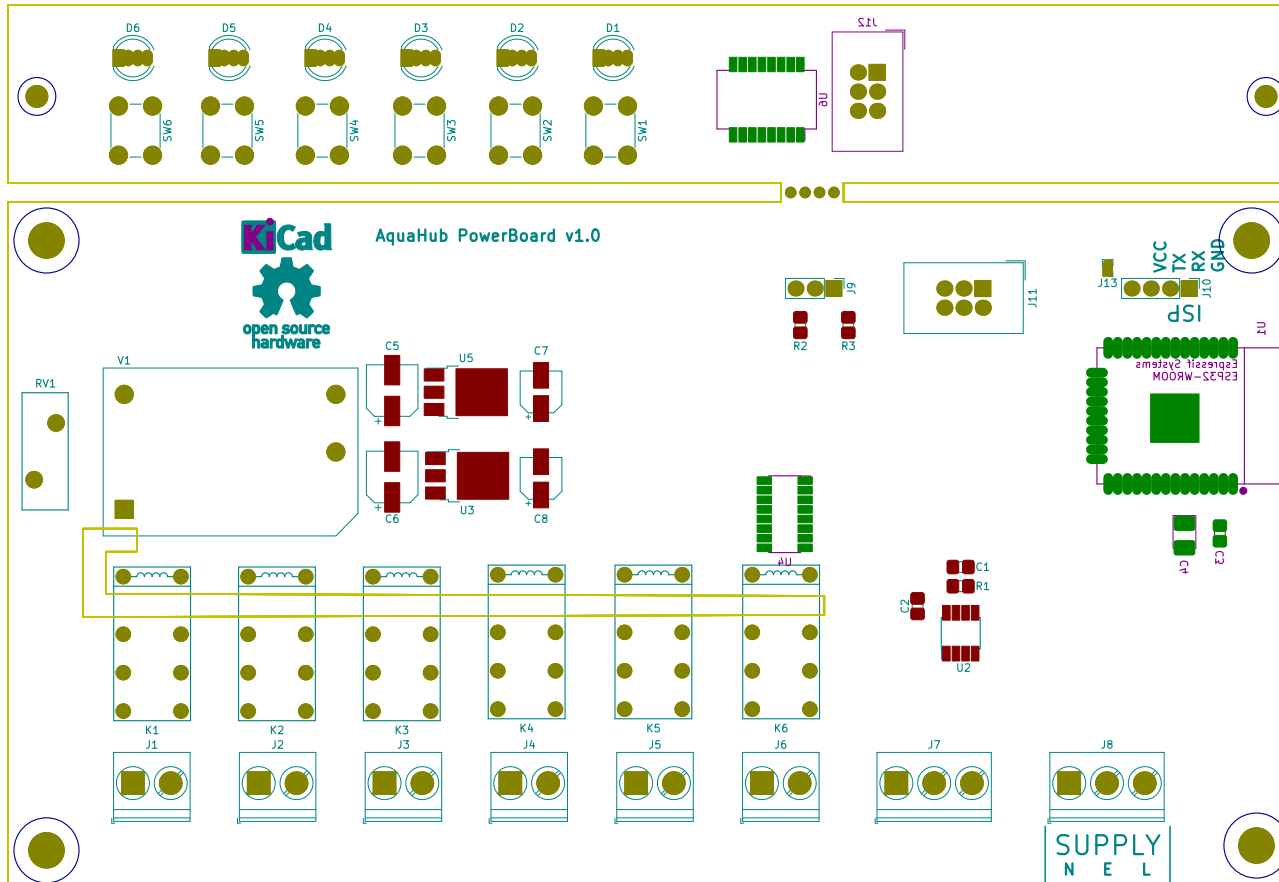 D6 D5 D4 D3 D2 D1 J12
U6
SW6 SW5 SW4 SW3 SW2 SW1
KiCad
AquaHub PowerBoard v1.0
open source
hardware
VCC
TX
RX
GND
J9 J11 J13 J10
ISP
R2 R3
U1
Espressif Systems
ESP32-WROOM
RV1 V1 C5 U5 C7
+ +
C6 U3 C8
+ +
U4
C4 C3
C1
R1
C2
U2
K1 K2 K3 K4 K5 K6
J1 J2 J3 J4 J5 J6 J7 J8
SUPPLY
N E L